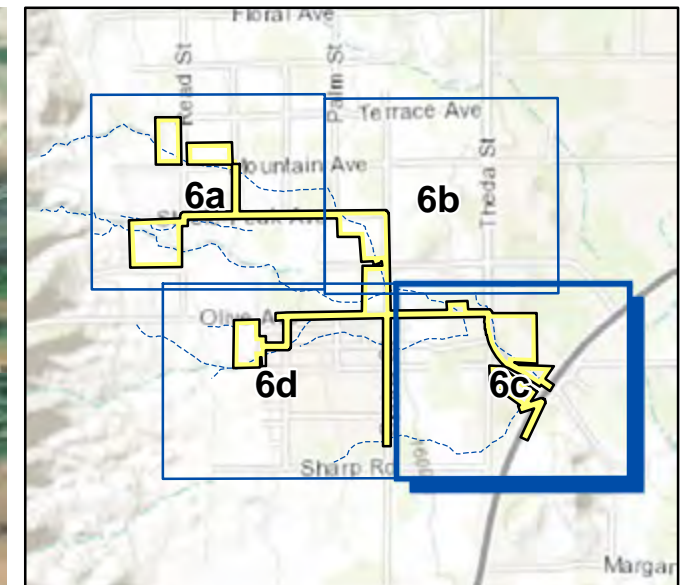 Floral Ave
Read St
Palm St
Terrace Ave
Mountain Ave
Theda St
6a
6b
Peak Ave
Olive A
6d
6c
Sharp Rd
Margar